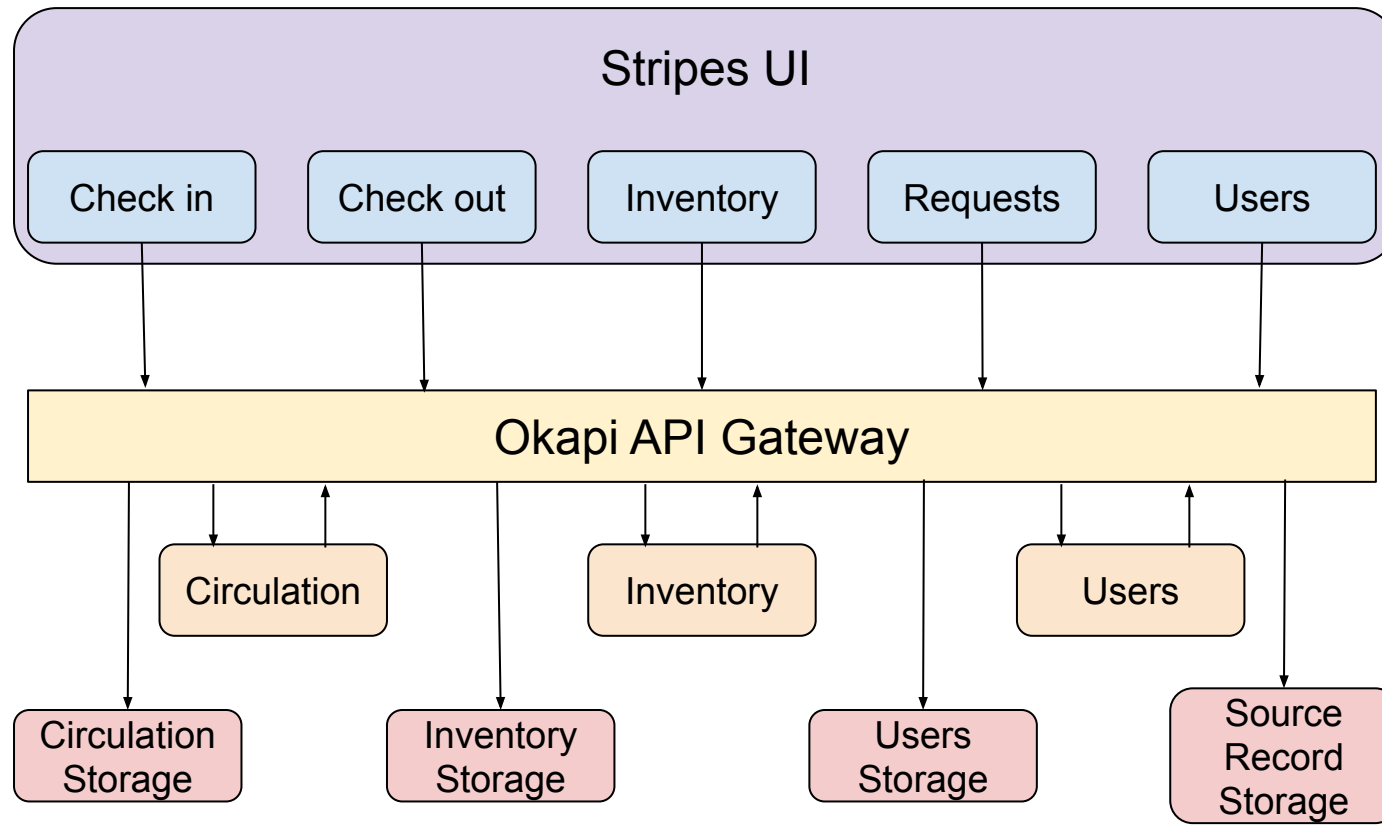 Stripes UI
Check in
Check out
Inventory
Requests
Users
Okapi API Gateway
Circulation
Inventory
Users
Circulation
Storage
Inventory
Storage
Users
Storage
Source
Record
Storage